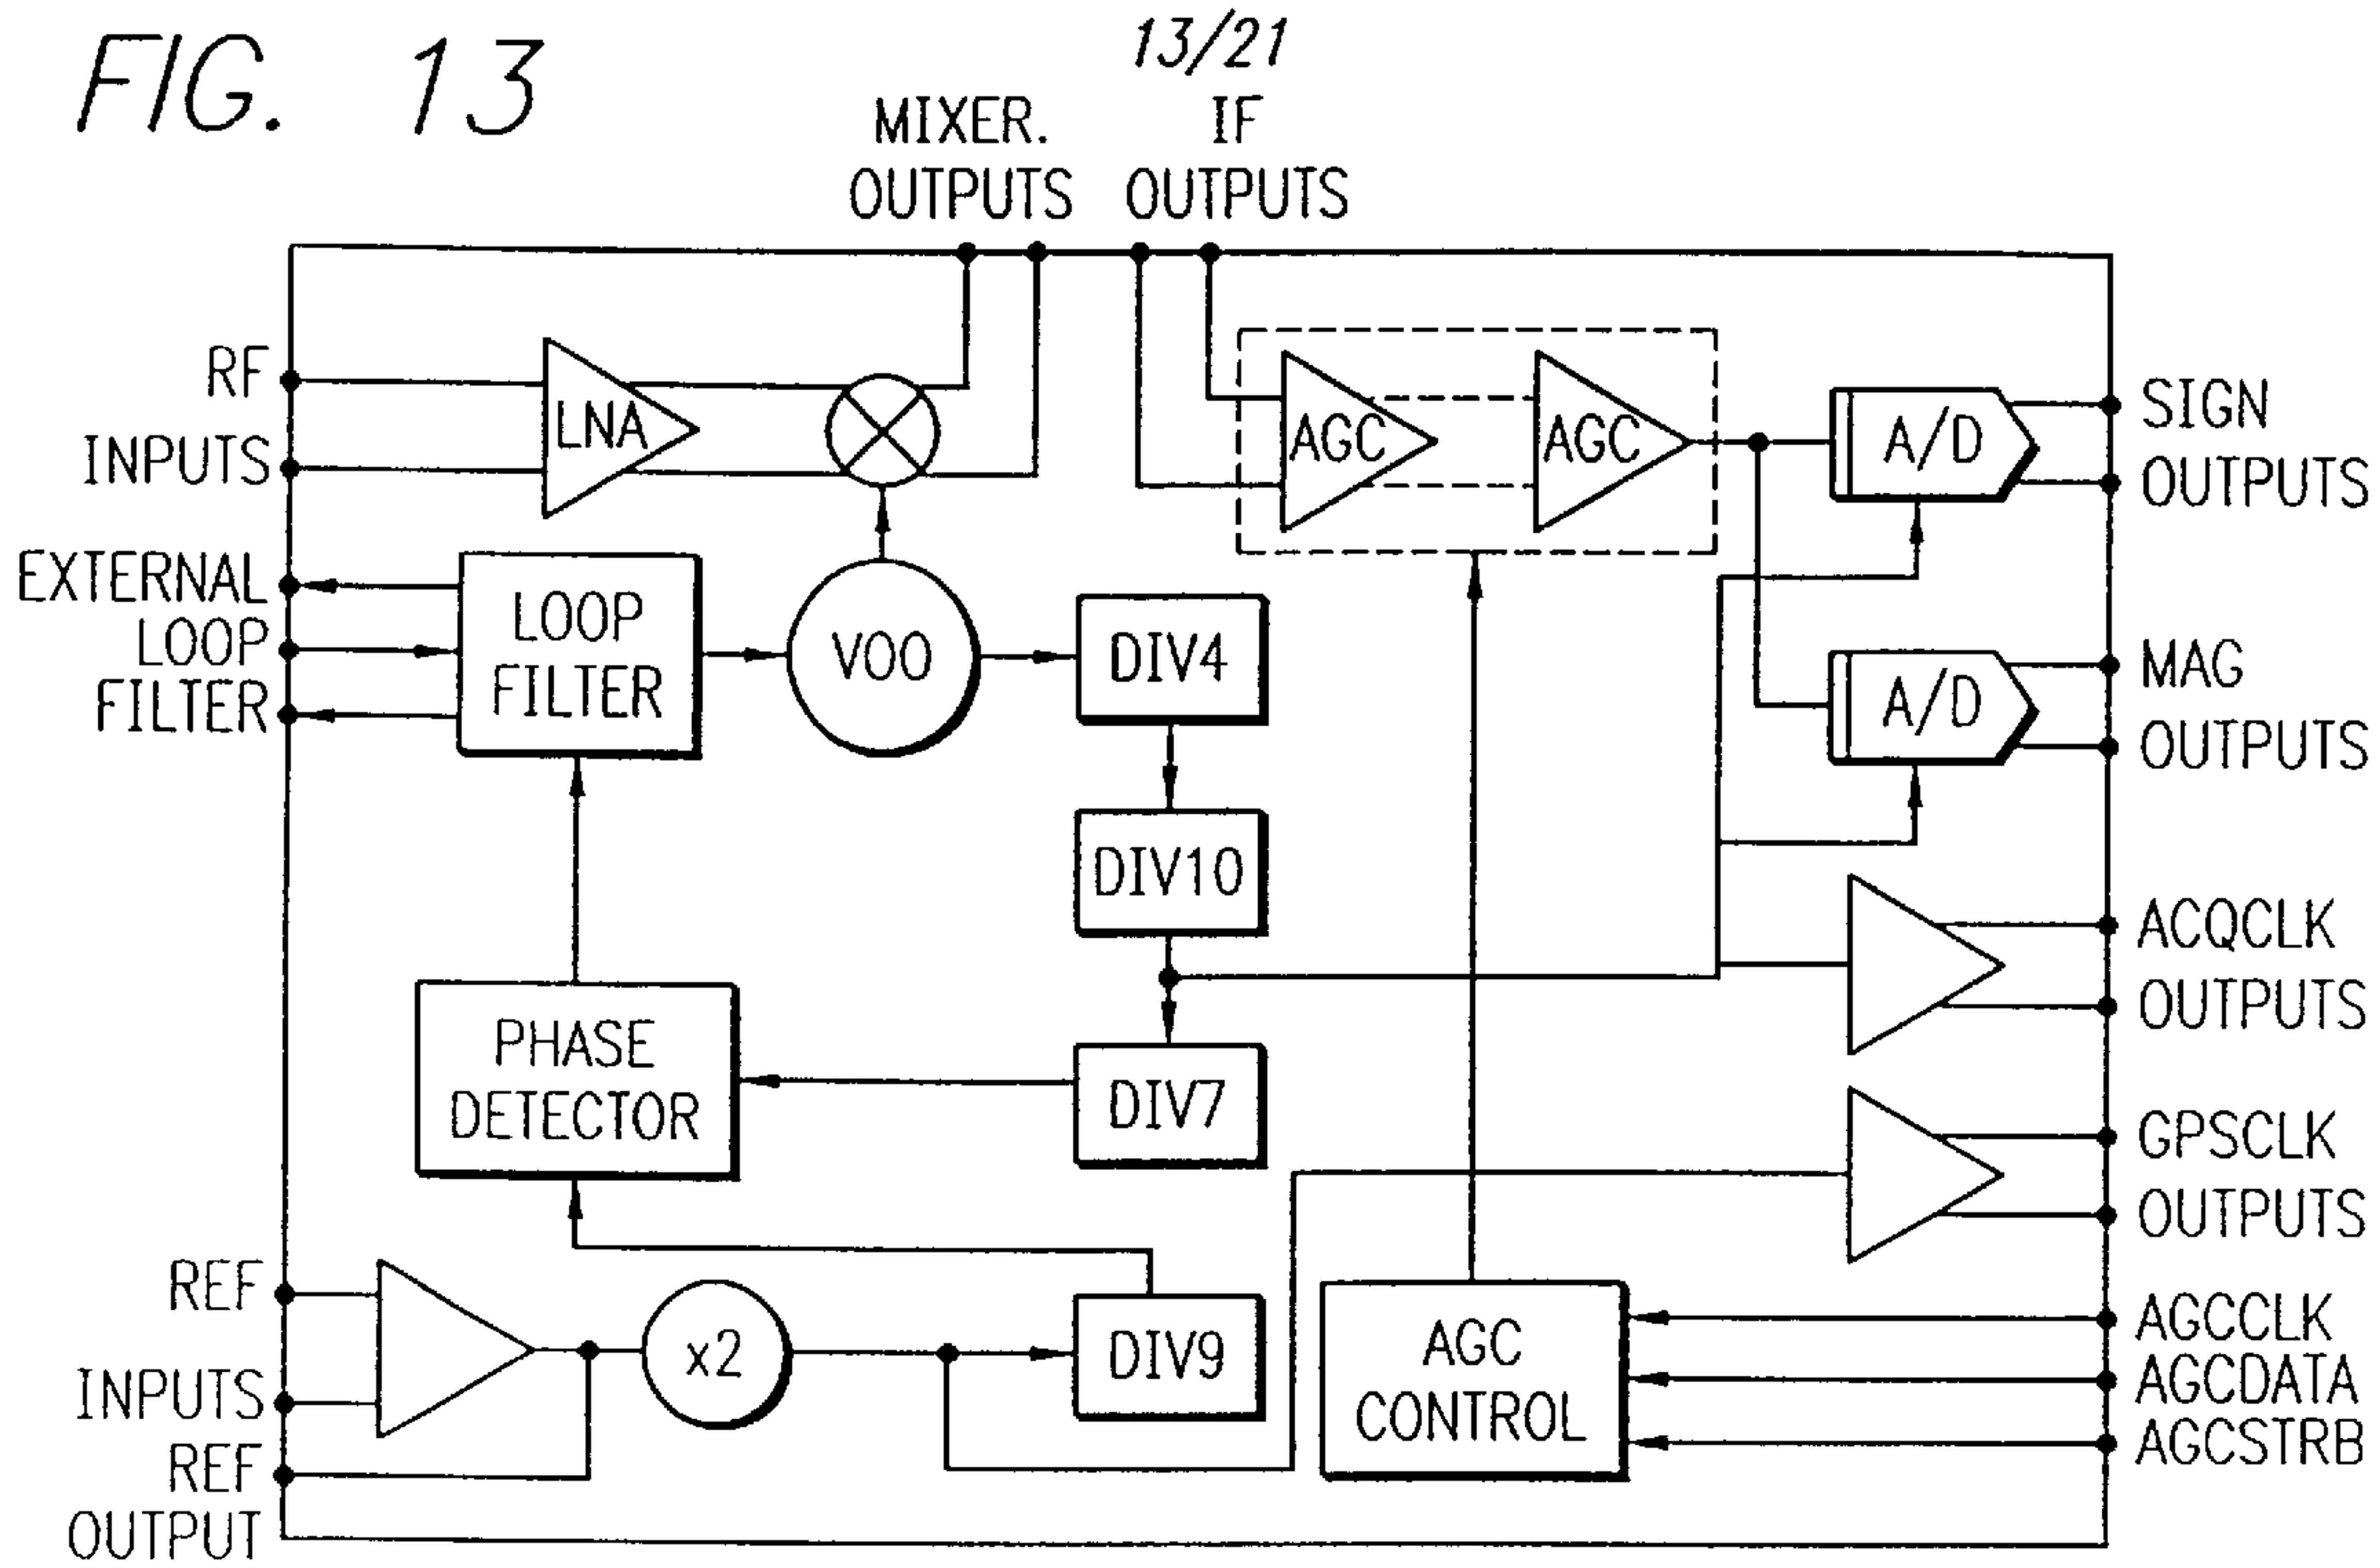 FIG. 13
13/21
MIXER.
OUTPUTS
IF
OUTPUTS
RF
INPUTS
LNA
AGC
AGC
A/D
SIGN
OUTPUTS
EXTERNAL
LOOP
FILTER
LOOP
FILTER
VOO
DIV4
A/D
MAG
OUTPUTS
DIV10
ACQCLK
OUTPUTS
PHASE
DETECTOR
DIV7
GPSCLK
OUTPUTS
REF
INPUTS
REF
OUTPUT
x2
DIV9
AGC
CONTROL
AGCCLK
AGCDATA
AGCSTRB